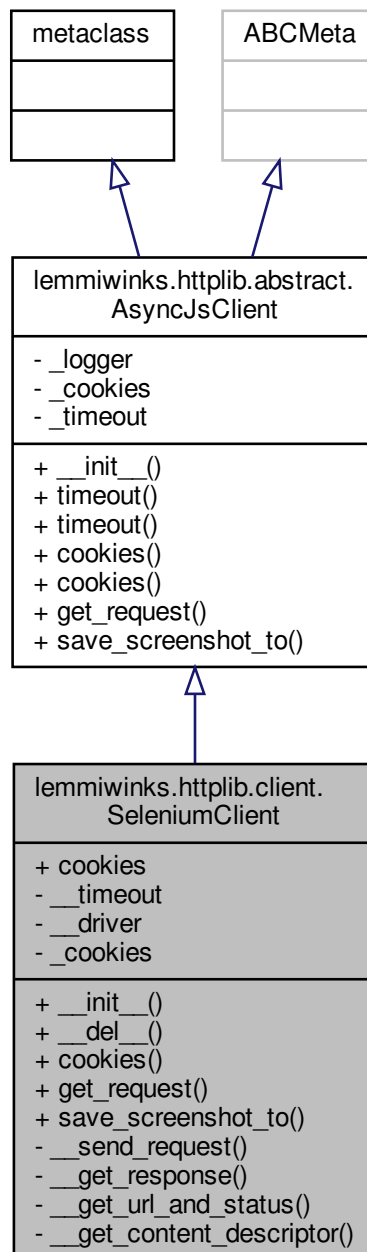 metaclass
ABCMeta
lemmiwinks.httplib.abstract.
AsyncJsClient
- _logger
- _cookies
- _timeout
+ __init__()
+ timeout()
+ timeout()
+ cookies()
+ cookies()
+ get_request()
+ save_screenshot_to()
lemmiwinks.httplib.client.
SeleniumClient
+ cookies
- __timeout
- __driver
- _cookies
+ __init__()
+ __del__()
+ cookies()
+ get_request()
+ save_screenshot_to()
- __send_request()
- __get_response()
- __get_url_and_status()
- __get_content_descriptor()